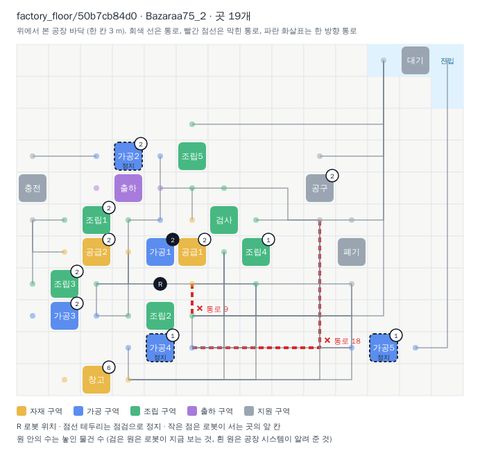 factory_floor/50b7cb84d0 · Bazaraa75_2 · 곳 19개
위에서 본 공장 바닥 (한 칸 3 m). 회색 선은 통로, 빨간 점선은 막힌 통로, 파란 화살표는 한 방향 통로
대기
진입
2
가공2
정지
조립5
충전
출하
2
공구
2
조립1
검사
2
공급2
2
가공1
2
공급1
1
조립4
폐기
2
조립3
R
2
가공3
조립2
✕ 통로 9
1
가공4
정지
✕ 통로 18
1
가공5
정지
6
창고
자재 구역
가공 구역
조립 구역
출하 구역
지원 구역
R 로봇 위치 · 점선 테두리는 점검으로 정지 · 작은 점은 로봇이 서는 곳의 앞 칸
원 안의 수는 놓인 물건 수 (검은 원은 로봇이 지금 보는 것, 흰 원은 공장 시스템이 알려 준 것)